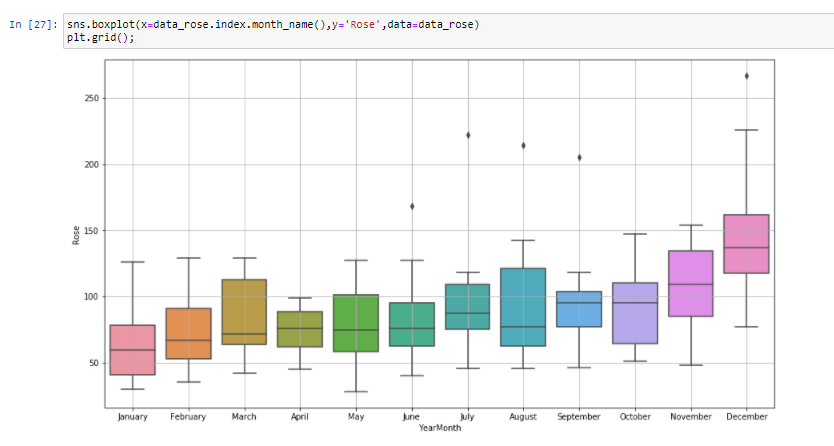 In [27]: sns.boxplot(x=data_rose.index.month_name(),y='Rose',data=data_rose)
plt.grid();
250
200
150
100
50
Rose
January February March April May June July August September October November December
YearMonth